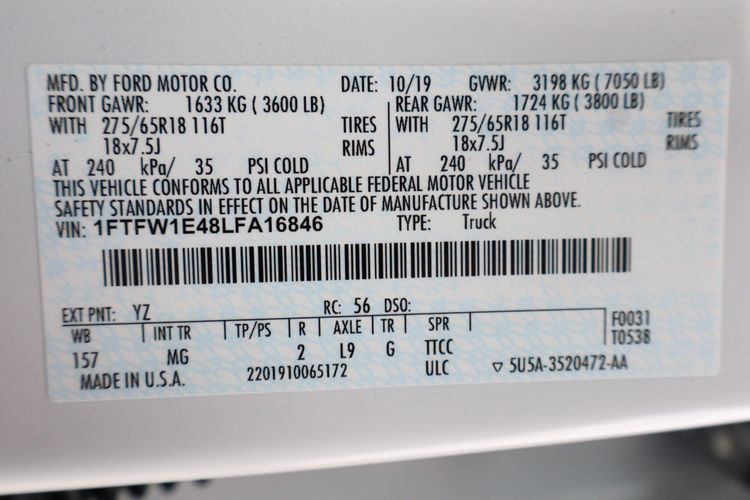 MFD. BY FORD MOTOR CO. DATE: 10/19 GVWR: 3198 KG ( 7050 LB)
FRONT GAWR: 1633 KG ( 3600 LB) REAR GAWR: 1724 KG ( 3800 LB)
WITH 275/65R18 116T TIRES WITH 275/65R18 116T TIRES
18x7.5J RIMS 18x7.5J RIMS
AT 240 kPa/ 35 PSI COLD AT 240 kPa/ 35 PSI COLD
THIS VEHICLE CONFORMS TO ALL APPLICABLE FEDERAL MOTOR VEHICLE
SAFETY STANDARDS IN EFFECT ON THE DATE OF MANUFACTURE SHOWN ABOVE.
VIN: 1FTFW1E48LFA16846 TYPE: Truck
EXT PNT: YZ RC: 56 DSO:
WB INT TR TP/PS R AXLE TR SPR F0031
157 MG 2 L9 G TTCC T0538
MADE IN U.S.A. 2201910065172 ULC ▽ 5U5A-3520472-AA